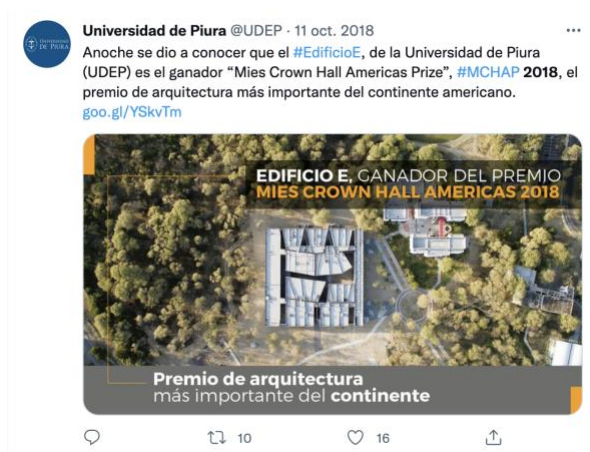 UNIVERSIDAD
DE PIURA
Universidad de Piura @UDEP · 11 oct. 2018
Anoche se dio a conocer que el #EdificioE, de la Universidad de Piura
(UDEP) es el ganador “Mies Crown Hall Americas Prize”, #MCHAP 2018, el
premio de arquitectura más importante del continente americano.
goo.gl/YSkvTm
EDIFICIO E, GANADOR DEL PREMIO
MIES CROWN HALL AMERICAS 2018
Premio de arquitectura
más importante del continente
10 16